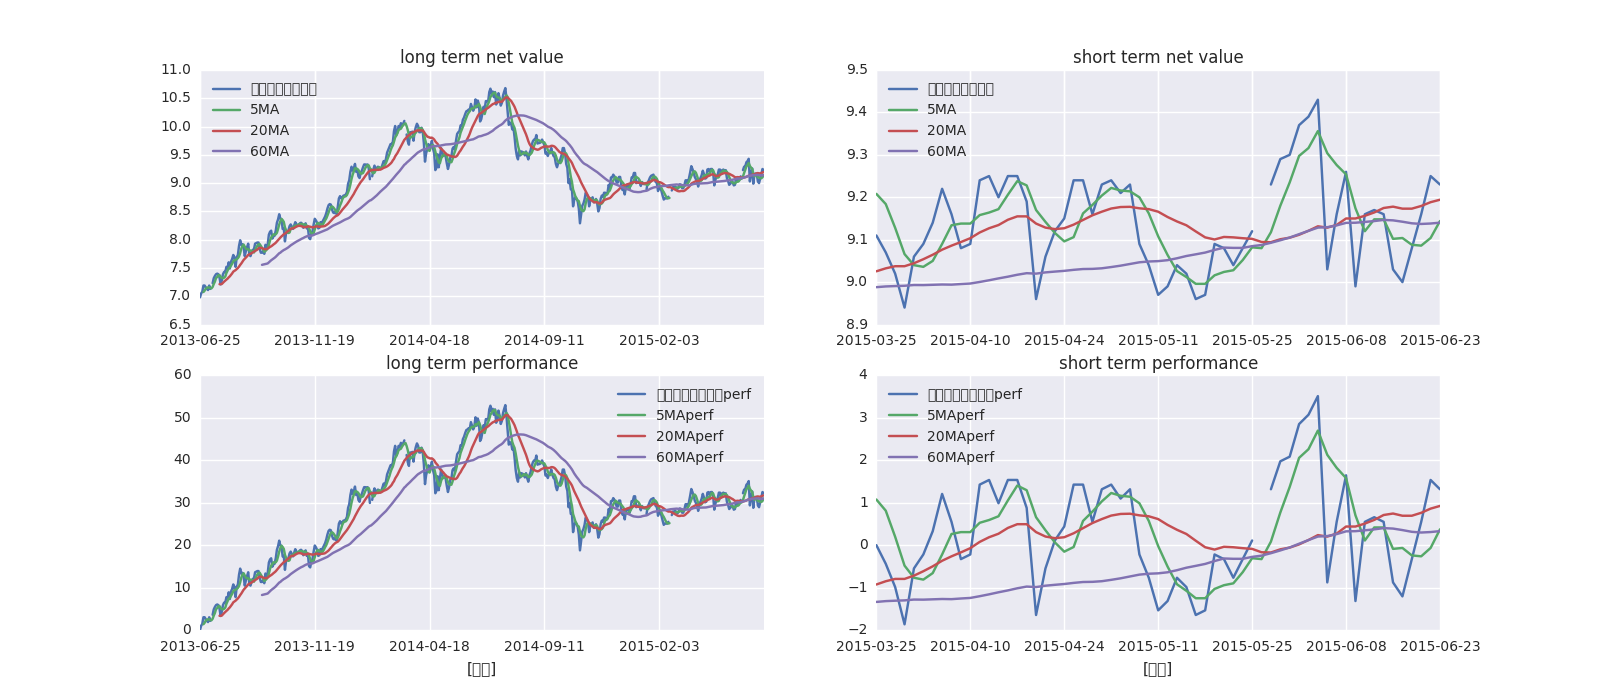 long term net value
11.0
10.5
10.0
9.5
9.0
8.5
8.0
7.5
7.0
6.5
5MA
20MA
60MA
2013-06-25 2013-11-19 2014-04-18 2014-09-11 2015-02-03
short term net value
9.5
9.4
9.3
9.2
9.1
9.0
8.9
5MA
20MA
60MA
2015-03-25 2015-04-10 2015-04-24 2015-05-11 2015-05-25 2015-06-08 2015-06-23
long term performance
60
50
40
30
20
10
0
perf
5MAperf
20MAperf
60MAperf
2013-06-25 2013-11-19 2014-04-18 2014-09-11 2015-02-03
short term performance
4
3
2
1
0
−1
−2
perf
5MAperf
20MAperf
60MAperf
2015-03-25 2015-04-10 2015-04-24 2015-05-11 2015-05-25 2015-06-08 2015-06-23